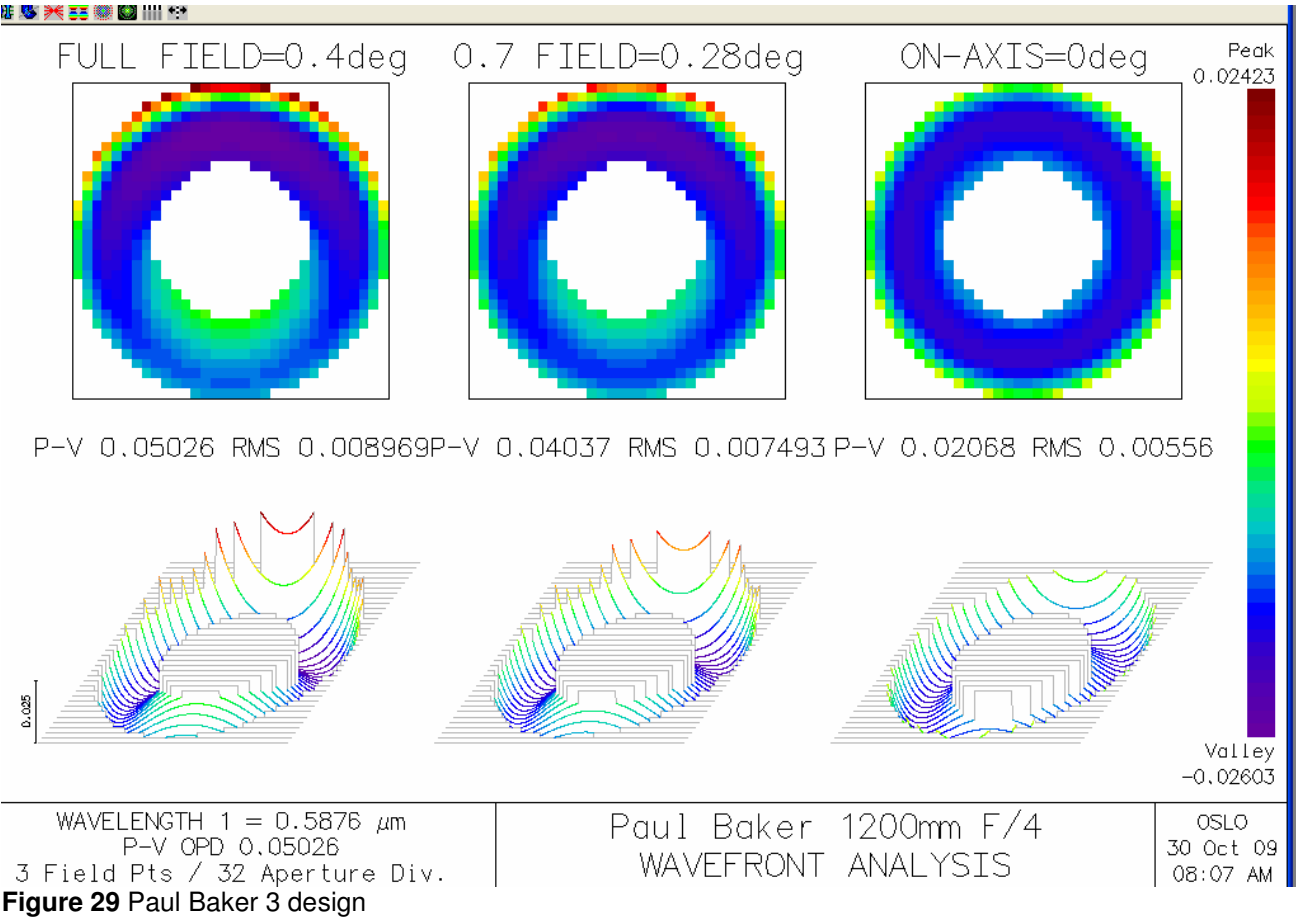 FULL FIELD=0.4deg
0.7 FIELD=0.28deg
ON-AXIS=0deg
Peak
0.02423
P-V 0.05026 RMS 0.008969
P-V 0.04037 RMS 0.007493
P-V 0.02068 RMS 0.00556
0.025
Valley
-0.02603
WAVELENGTH 1 = 0.5876 µm
P-V OPD 0.05026
3 Field Pts / 32 Aperture Div.
Paul Baker 1200mm F/4
WAVEFRONT ANALYSIS
OSLO
30 Oct 09
08:07 AM
Figure 29 Paul Baker 3 design